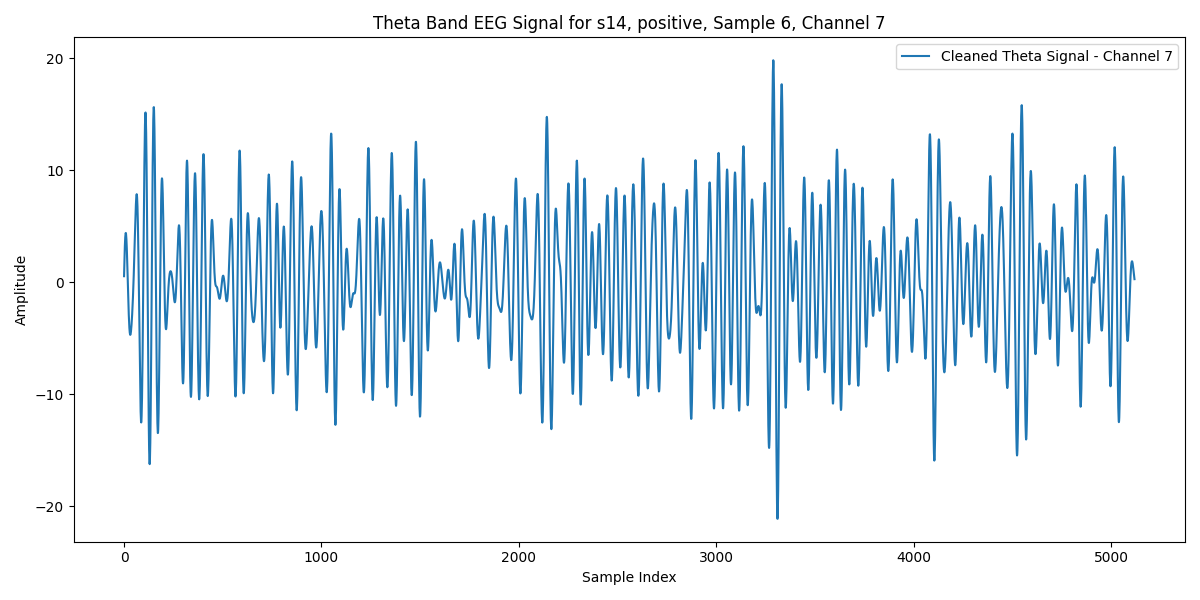 Theta Band EEG Signal for s14, positive, Sample 6, Channel 7
Cleaned Theta Signal - Channel 7
Amplitude
20
10
0
−10
−20
0 1000 2000 3000 4000 5000
Sample Index